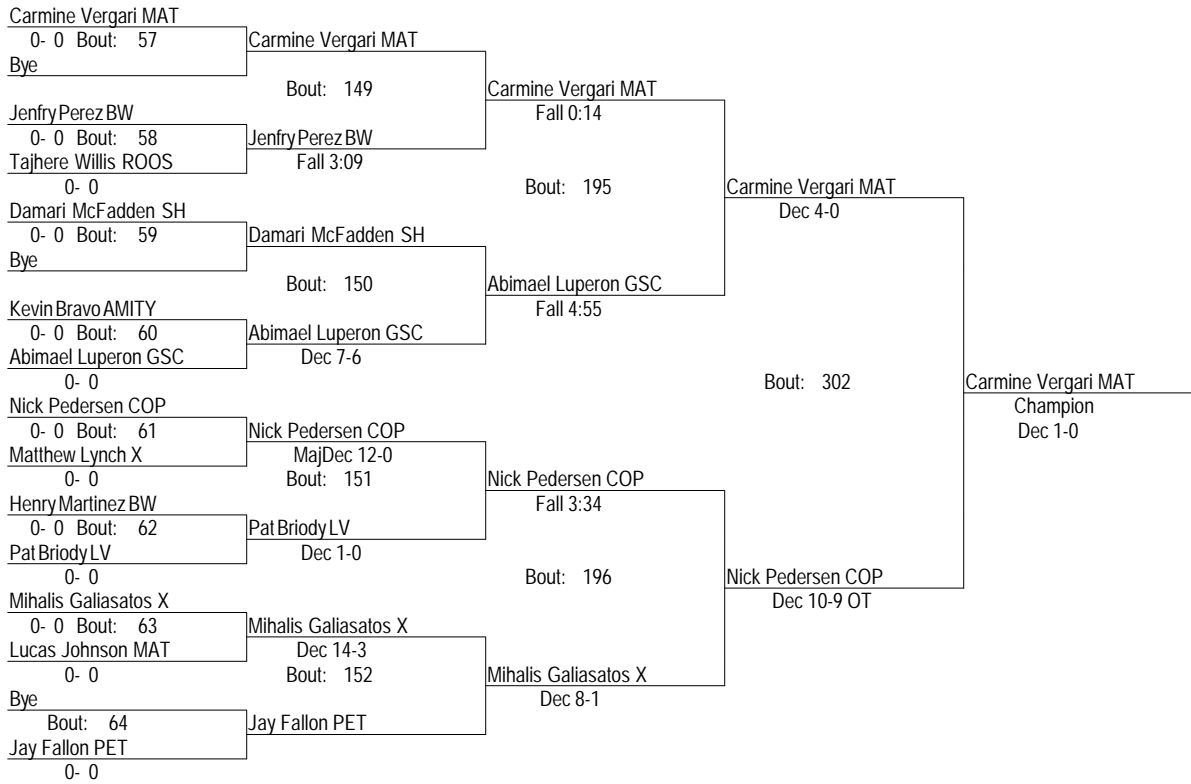 Carmine Vergari MAT
0- 0 Bout: 57
Carmine Vergari MAT
Bye
Bout: 149
Carmine Vergari MAT
Jenfry Perez BW
Fall 0:14
0- 0 Bout: 58
Jenfry Perez BW
Tajhere Willis ROOS
Fall 3:09
0- 0
Bout: 195
Carmine Vergari MAT
Damari McFadden SH
Dec 4-0
0- 0 Bout: 59
Damari McFadden SH
Bye
Bout: 150
Abimael Luperon GSC
Kevin Bravo AMITY
Fall 4:55
0- 0 Bout: 60
Abimael Luperon GSC
Abimael Luperon GSC
Dec 7-6
0- 0
Bout: 302
Carmine Vergari MAT
Nick Pedersen COP
Champion
0- 0 Bout: 61
Nick Pedersen COP
Dec 1-0
Matthew Lynch X
MajDec 12-0
0- 0
Bout: 151
Nick Pedersen COP
Henry Martinez BW
Fall 3:34
0- 0 Bout: 62
Pat Briody LV
Pat Briody LV
Dec 1-0
0- 0
Bout: 196
Nick Pedersen COP
Mihalis Galiasatos X
Dec 10-9 OT
0- 0 Bout: 63
Mihalis Galiasatos X
Lucas Johnson MAT
Dec 14-3
0- 0
Bout: 152
Mihalis Galiasatos X
Bye
Dec 8-1
Bout: 64
Jay Fallon PET
Jay Fallon PET
0- 0